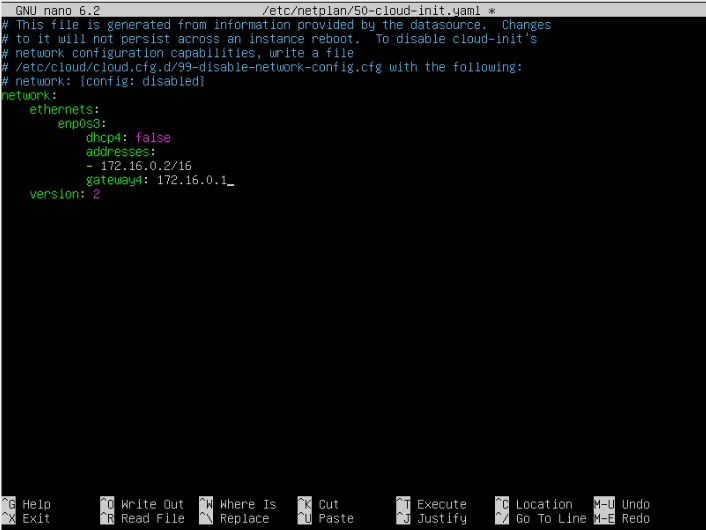 GNU nano 6.2 /etc/netplan/50-cloud-init.yaml *
# This file is generated from information provided by the datasource.  Changes
# to it will not persist across an instance reboot.  To disable cloud-init's
# network configuration capabilities, write a file
# /etc/cloud/cloud.cfg.d/99-disable-network-config.cfg with the following:
# network: {config: disabled}
network:
    ethernets:
        enp0s3:
            dhcp4: false
            addresses:
            - 172.16.0.2/16
            gateway4: 172.16.0.1_
    version: 2
^G Help ^O Write Out ^W Where Is ^K Cut ^T Execute ^C Location M-U Undo
^X Exit ^R Read File ^\ Replace ^U Paste ^J Justify ^/ Go To Line M-E Redo